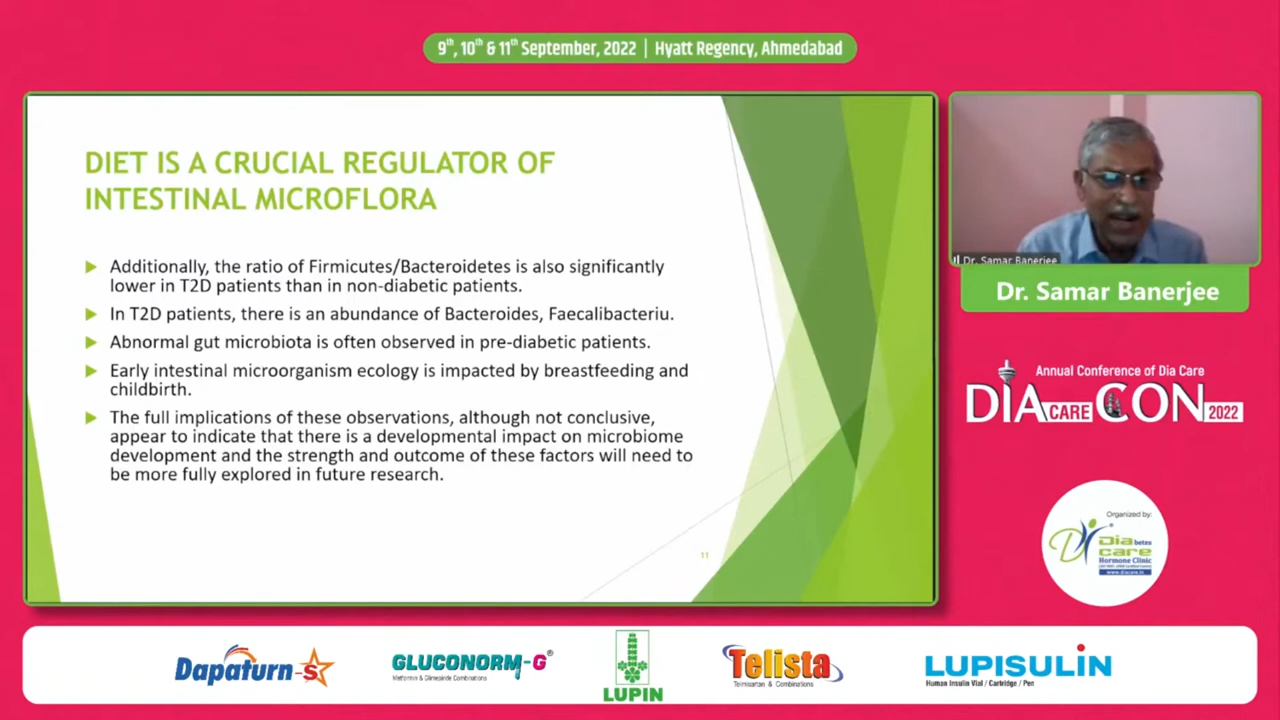 9th, 10th & 11th September, 2022 | Hyatt Regency, Ahmedabad
DIET IS A CRUCIAL REGULATOR OF
INTESTINAL MICROFLORA
Additionally, the ratio of Firmicutes/Bacteroidetes is also significantly
lower in T2D patients than in non-diabetic patients.
In T2D patients, there is an abundance of Bacteroides, Faecalibacteriu.
Abnormal gut microbiota is often observed in pre-diabetic patients.
Early intestinal microorganism ecology is impacted by breastfeeding and
childbirth.
The full implications of these observations, although not conclusive,
appear to indicate that there is a developmental impact on microbiome
development and the strength and outcome of these factors will need to
be more fully explored in future research.
11
Dr. Samar Banerjee
Dr. Samar Banerjee
Annual Conference of Dia Care
DIA CARE CON 2022
Organized by:
Diabetes
care
Hormone Clinic
www.diacare.in
Dapaturn-S
GLUCONORM-G®
Metformin & Glimepiride Combinations
LUPIN
Telista
Telmisartan & Combinations
LUPISULIN
Human Insulin Vial / Cartridge / Pen